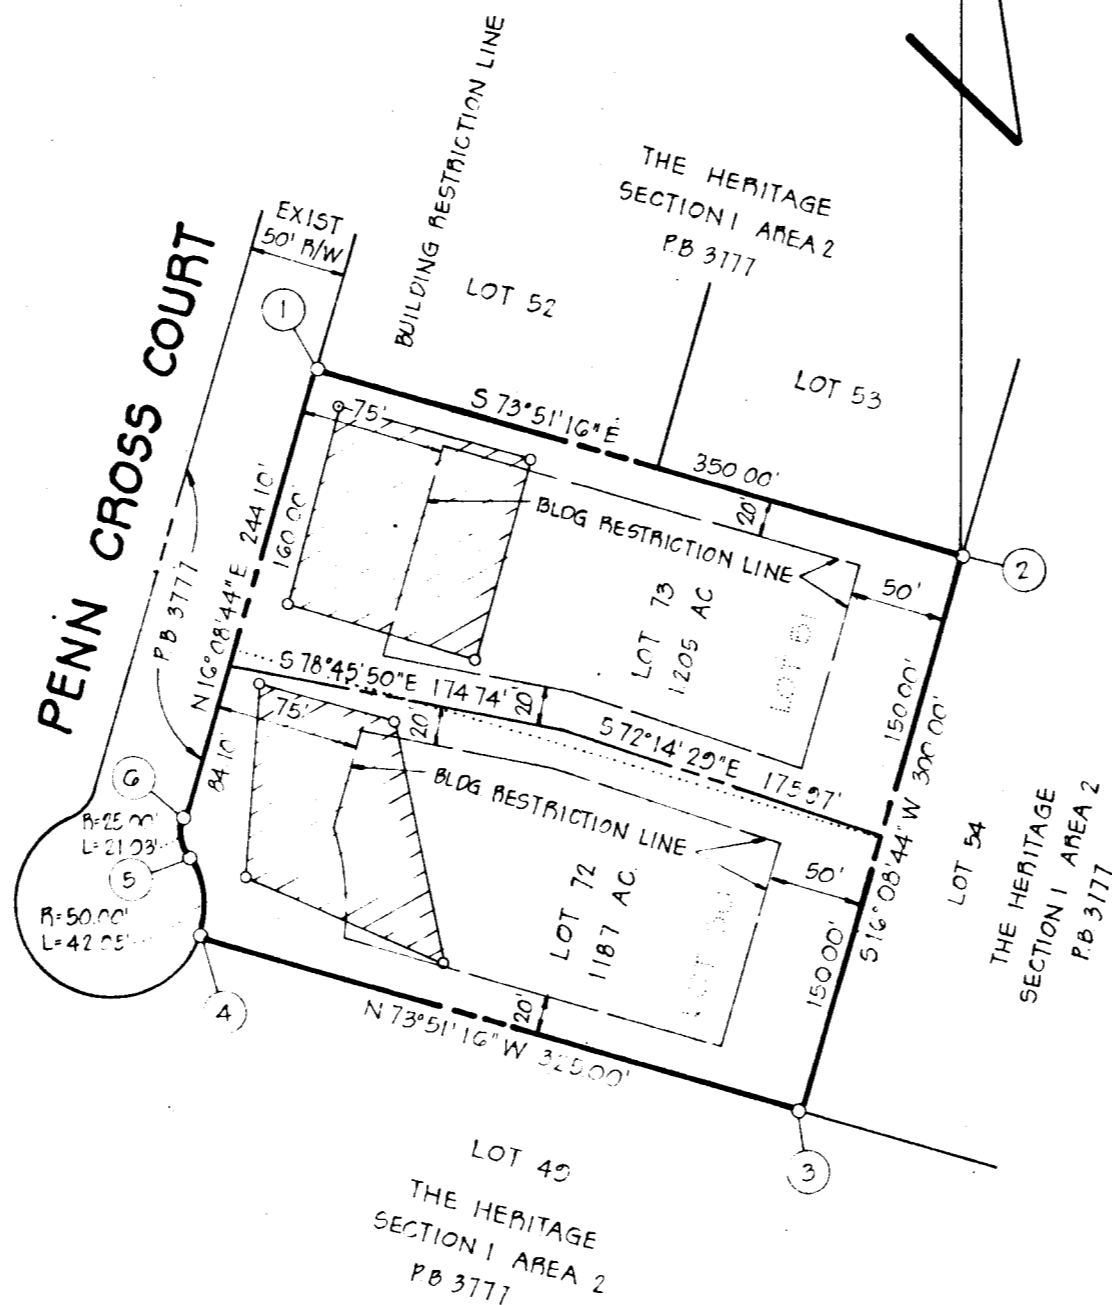 BUILDING RESTRICTION LINE
THE HERITAGE
SECTION 1 AREA 2
P.B 3777
EXIST
50' R/W
LOT 52
LOT 53
1
PENN CROSS COURT
S 73°51'16" E
350.00'
75'
20'
BLDG RESTRICTION LINE
2
50'
N 16°08'44" E 244.10'
160.00'
P.B 3777
LOT 73
1.205 AC
S 78°45'50"E 174.74'
20'
20'
S 72°14'29"E 175.97'
150.00'
S 16°08'44" W 300.00'
75'
84.10'
BLDG RESTRICTION LINE
6
R=25.00'
L=21.03'
5
R=50.00'
L=42.05'
LOT 72
1.187 AC.
50'
150.00'
LOT 54
THE HERITAGE
SECTION 1 AREA 2
P.B 3777
4
N 73°51'16" W 325.00'
20'
3
LOT 49
THE HERITAGE
SECTION 1 AREA 2
P.B 3777